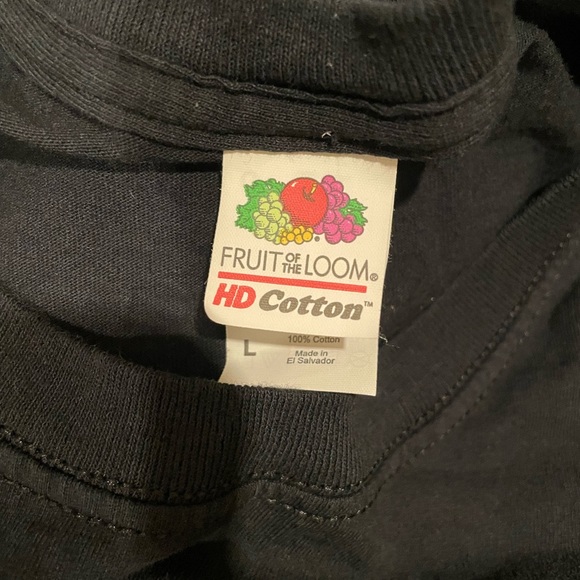 FRUIT OF THE LOOM®
HD Cotton™
L
100% Cotton
Made in
El Salvador